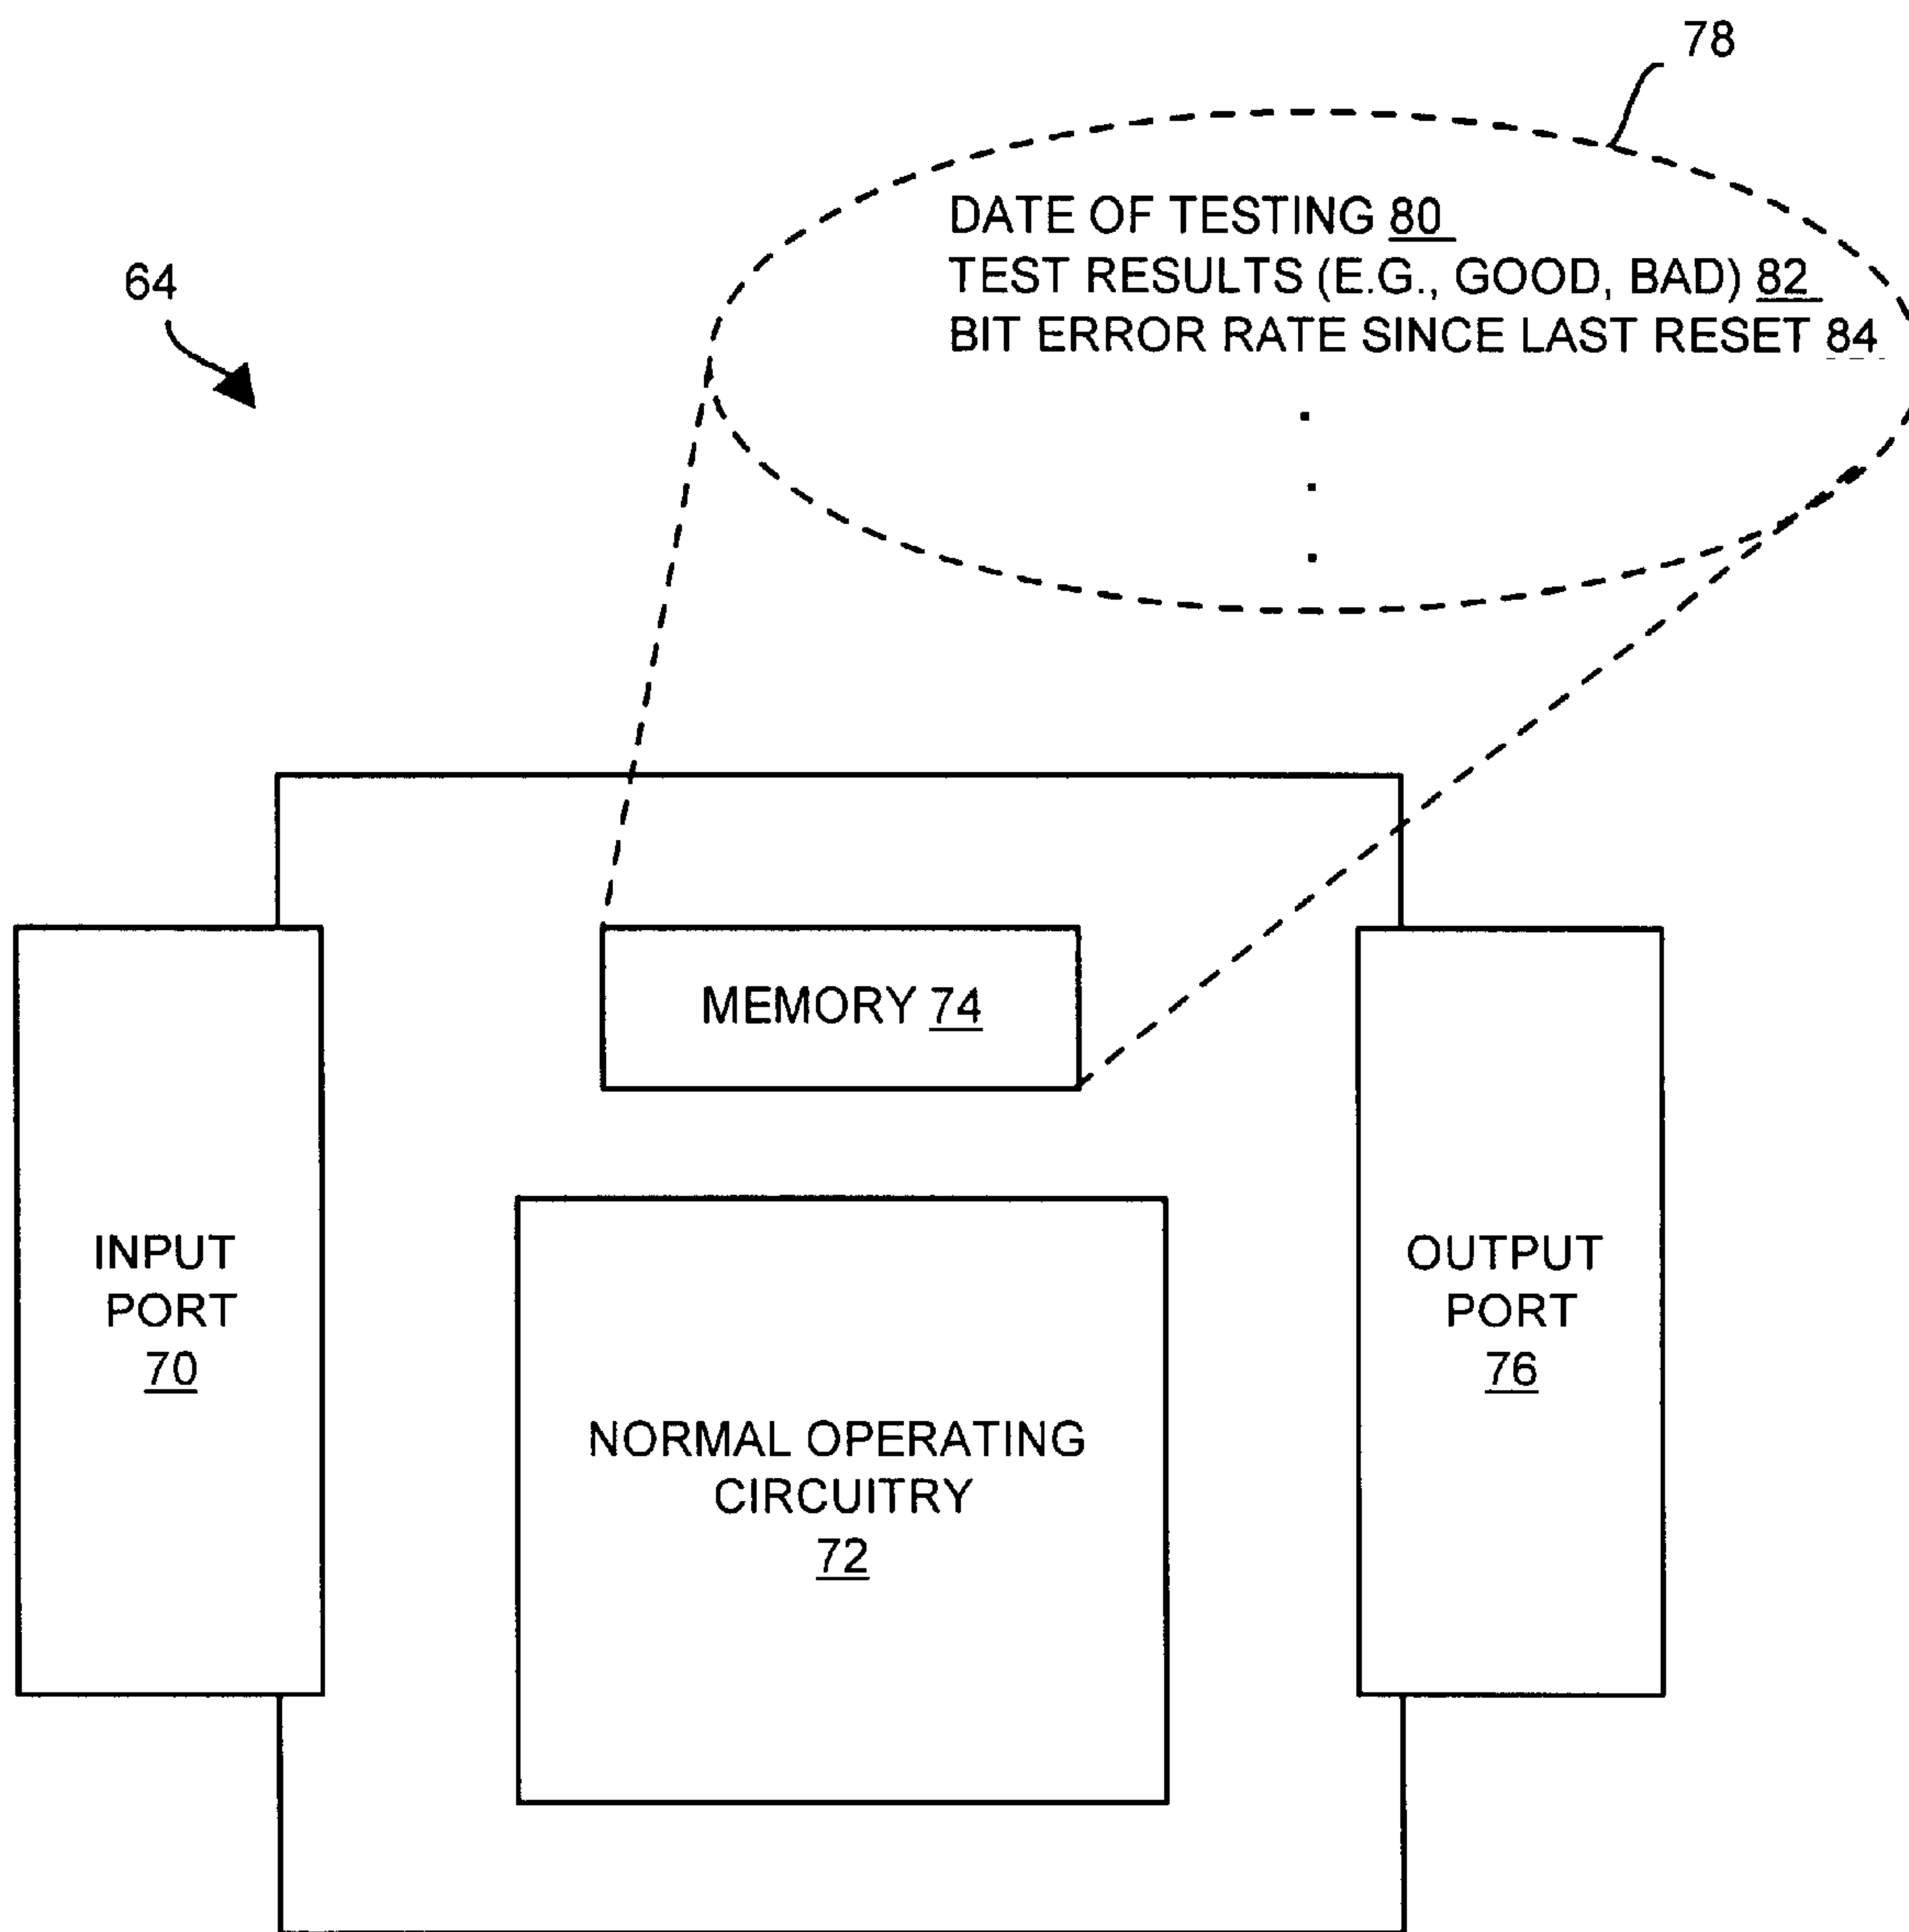 78
DATE OF TESTING 80
TEST RESULTS (E.G., GOOD, BAD) 82
BIT ERROR RATE SINCE LAST RESET 84
64
MEMORY 74
INPUT
PORT
70
OUTPUT
PORT
76
NORMAL OPERATING
CIRCUITRY
72